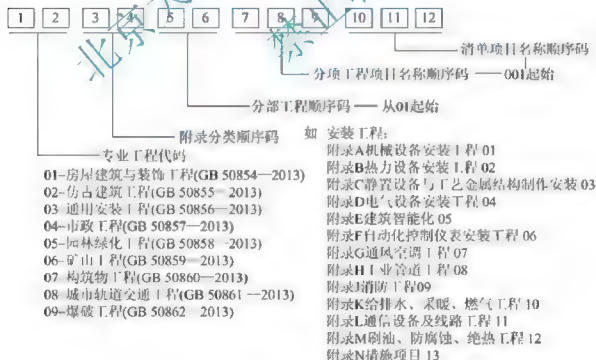 1 2 3 4 5 6 7 8 9 10 11 12
清单项目名称顺序码
分项工程项目名称顺序码 —— 001起始
分部工程顺序码 —— 从01起始
附录分类顺序码
专业工程代码
01-房屋建筑与装饰工程(GB 50854—2013)
02-仿古建筑工程(GB 50855—2013)
03-通用安装工程(GB 50856—2013)
04-市政工程(GB 50857—2013)
05-园林绿化工程(GB 50858-2013)
06-矿山工程(GB 50859—2013)
07-构筑物工程(GB 50860—2013)
08-城市轨道交通工程(GB 50861—2013)
09-爆破工程(GB 50862—2013)
如 安装工程:
附录A机械设备安装工程 01
附录B热力设备安装工程 02
附录C静置设备与工艺金属结构制作安装 03
附录D电气设备安装工程 04
附录E建筑智能化 05
附录F自动化控制仪表安装工程 06
附录G通风空调工程 07
附录H工业管道工程 08
附录J消防工程09
附录K给排水、采暖、燃气工程 10
附录L通信设备及线路工程 11
附录M刷油、防腐蚀、绝热工程 12
附录N措施项目 13
北京
禁止